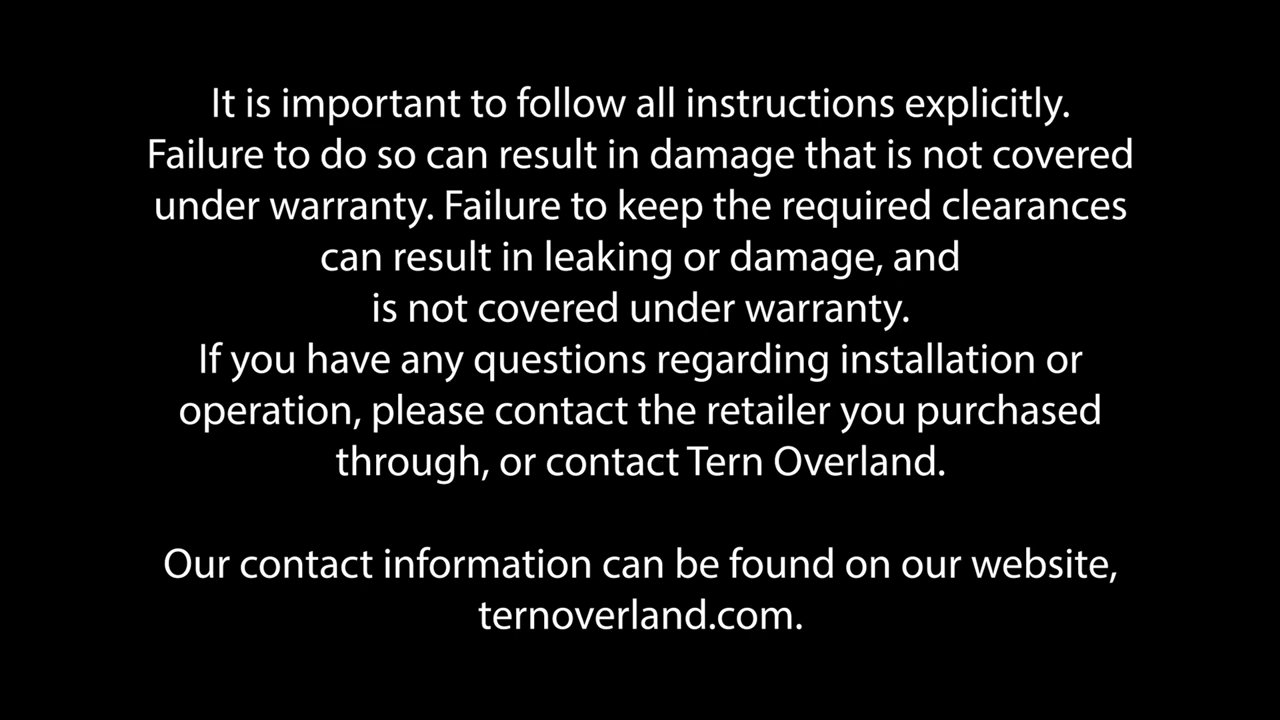 It is important to follow all instructions explicitly.
Failure to do so can result in damage that is not covered
under warranty. Failure to keep the required clearances
can result in leaking or damage, and
is not covered under warranty.
If you have any questions regarding installation or
operation, please contact the retailer you purchased
through, or contact Tern Overland.
Our contact information can be found on our website,
ternoverland.com.